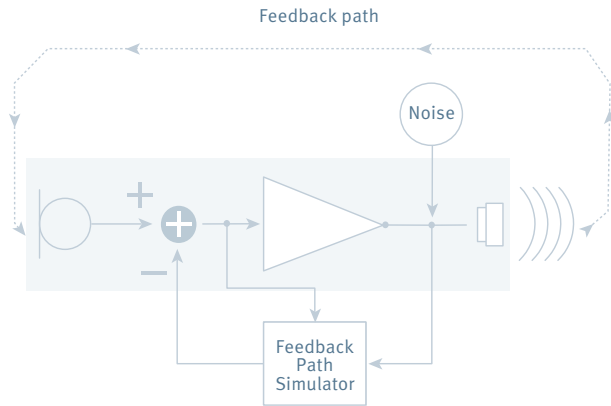 Feedback path
Noise
+
+
−
Feedback
Path
Simulator